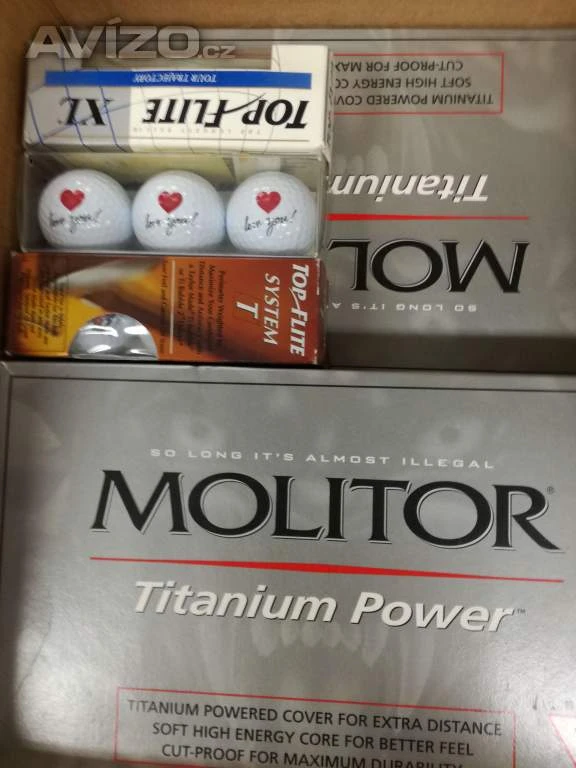 AVÍZO.cz
TOUR TRAJECTORY
TOP-FLITE XL
love you!
love you!
love you!
TOP-FLITE
SYSTEM
T
CUT-PROOF FOR MAX
SOFT HIGH ENERGY CO
TITANIUM POWERED COVE
Titanium
MOL
SO LONG IT'S A
SO LONG IT'S ALMOST ILLEGAL
MOLITOR®
Titanium Power™
TITANIUM POWERED COVER FOR EXTRA DISTANCE
SOFT HIGH ENERGY CORE FOR BETTER FEEL
CUT-PROOF FOR MAXIMUM DURABILITY